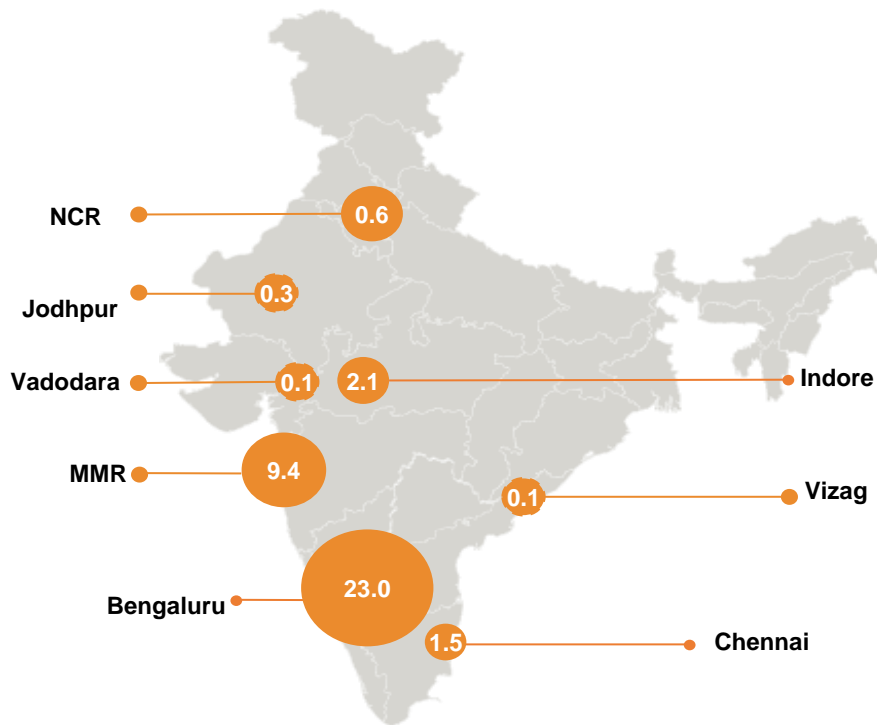 NCR
0.6
Jodhpur
0.3
Vadodara
0.1
2.1
Indore
MMR
9.4
0.1
Vizag
Bengaluru
23.0
1.5
Chennai